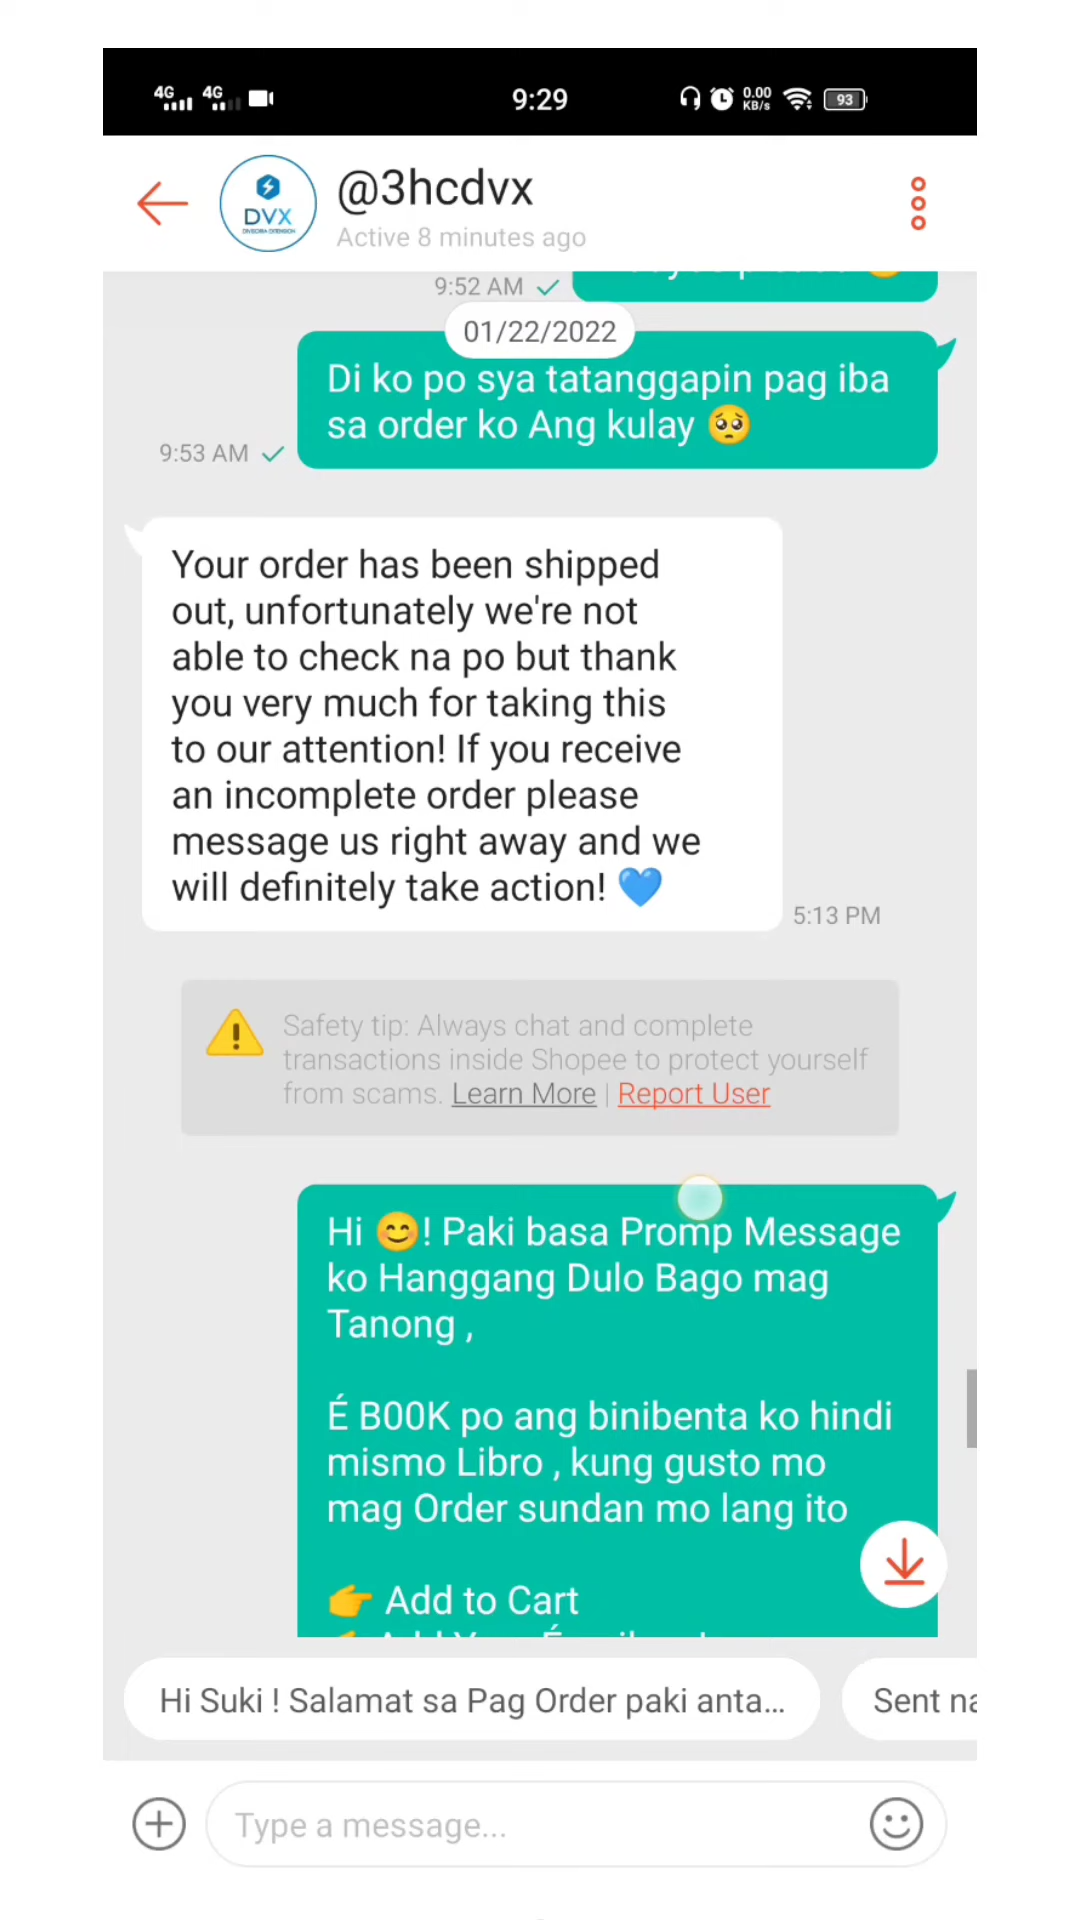 4G 4G 9:29 0.00 KB/s 93
DVX
@3hcdvx
Active 8 minutes ago
9:52 AM
01/22/2022
Di ko po sya tatanggapin pag iba
sa order ko Ang kulay 🥺
9:53 AM
Your order has been shipped
out, unfortunately we're not
able to check na po but thank
you very much for taking this
to our attention! If you receive
an incomplete order please
message us right away and we
will definitely take action! 💙
5:13 PM
Safety tip: Always chat and complete
transactions inside Shopee to protect yourself
from scams. Learn More | Report User
Hi 😊! Paki basa Promp Message
ko Hanggang Dulo Bago mag
Tanong ,
É B00K po ang binibenta ko hindi
mismo Libro , kung gusto mo
mag Order sundan mo lang ito
👉 Add to Cart
Hi Suki ! Salamat sa Pag Order paki anta...
Sent na
Type a message...